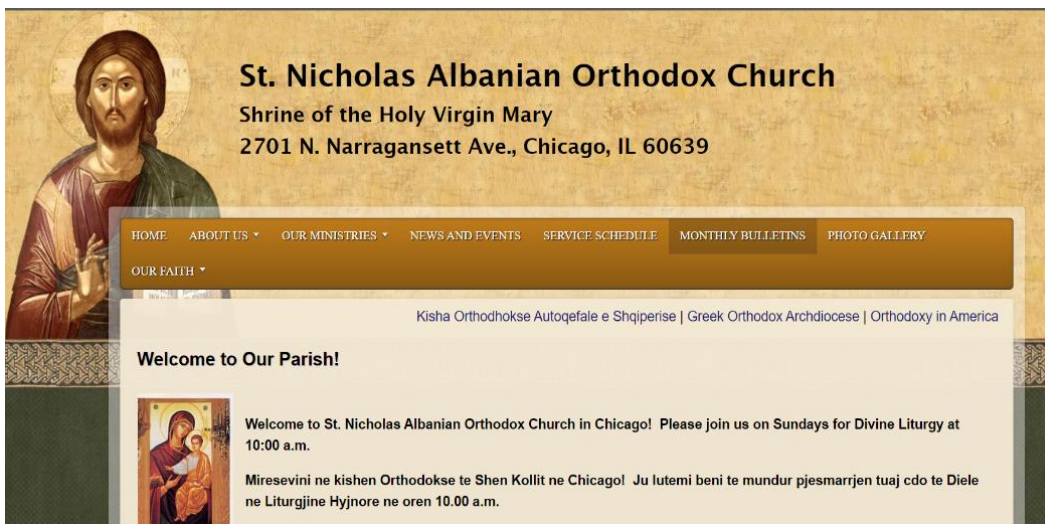 St. Nicholas Albanian Orthodox Church
Shrine of the Holy Virgin Mary
2701 N. Narragansett Ave., Chicago, IL 60639
HOME ABOUT US OUR MINISTRIES NEWS AND EVENTS SERVICE SCHEDULE MONTHLY BULLETINS PHOTO GALLERY
OUR FAITH
Kisha Orthodhokse Autoqefale e Shqiperise | Greek Orthodox Archdiocese | Orthodoxy in America
Welcome to Our Parish!
Welcome to St. Nicholas Albanian Orthodox Church in Chicago! Please join us on Sundays for Divine Liturgy at
10:00 a.m.
Miresevini ne kishen Orthodokse te Shen Kollit ne Chicago! Ju lutemi beni te mundur pjesmarrjen tuaj cdo te Diele
ne Liturgjine Hyjnore ne oren 10.00 a.m.